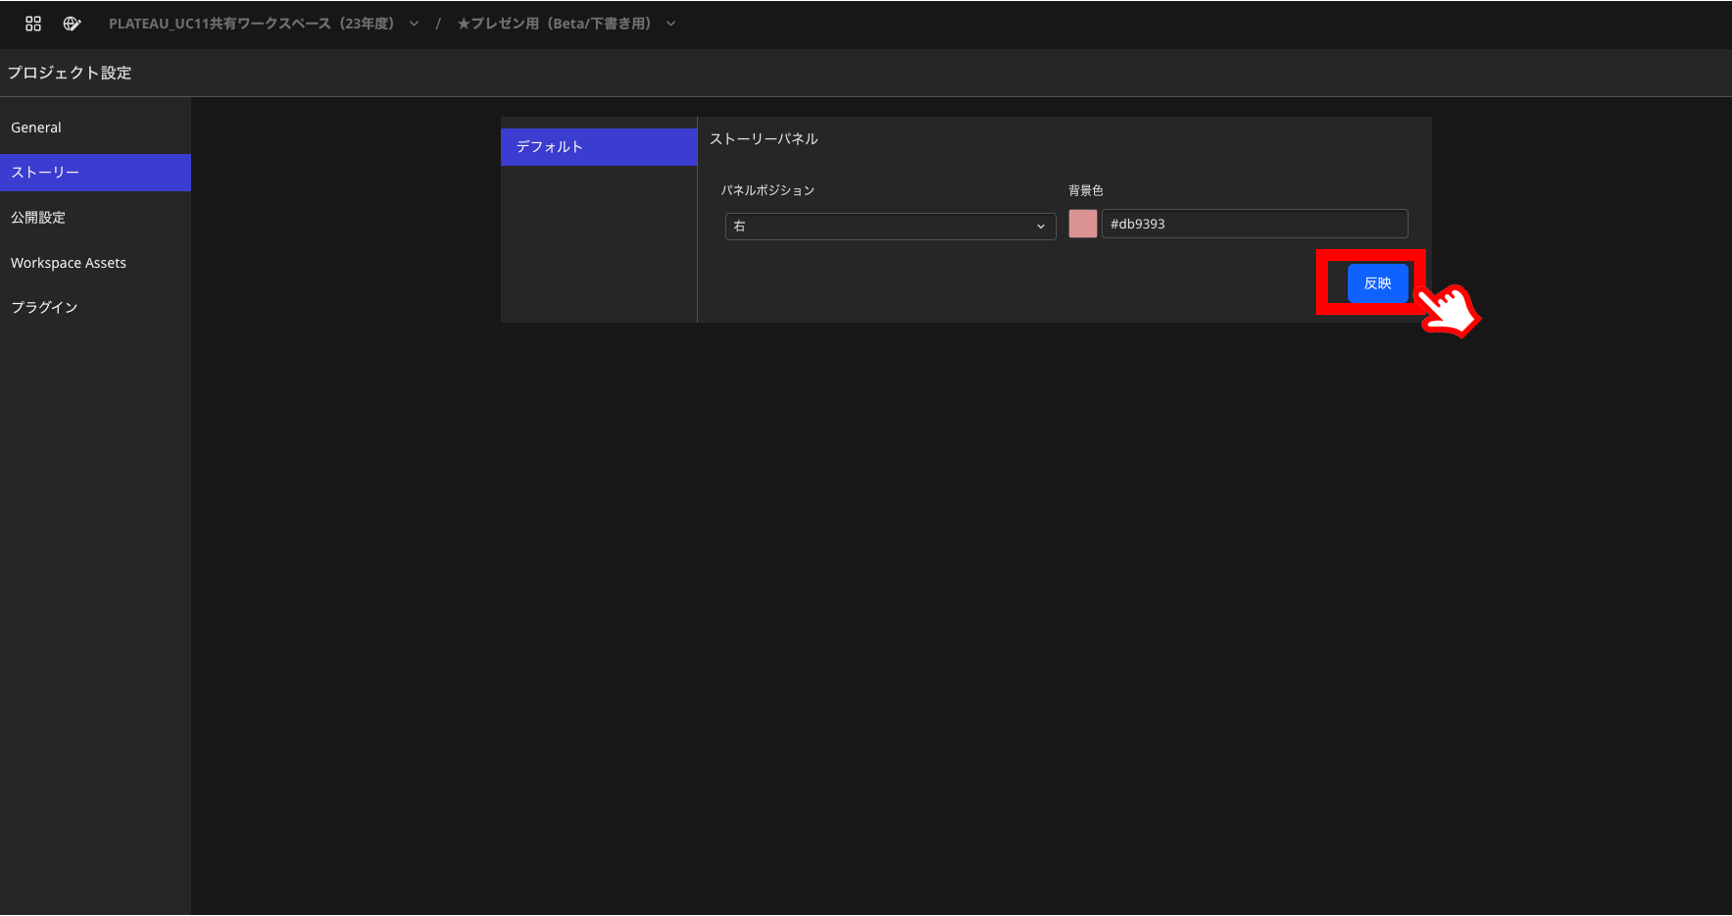 PLATEAU_UC11共有ワークスペース（23年度） / ★プレゼン用（Beta/下書き用）
プロジェクト設定
General
ストーリー
公開設定
Workspace Assets
プラグイン
デフォルト
ストーリーパネル
パネルポジション
背景色
右
#db9393
反映